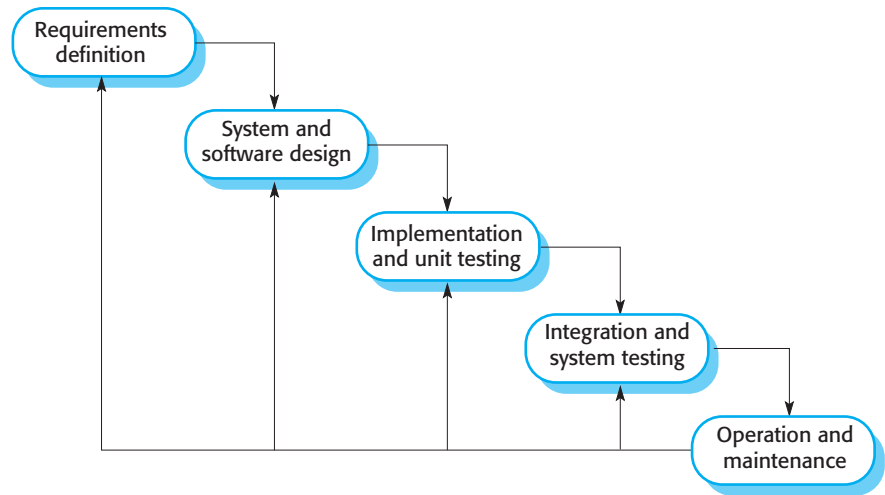 Requirements
definition
System and
software design
Implementation
and unit testing
Integration and
system testing
Operation and
maintenance